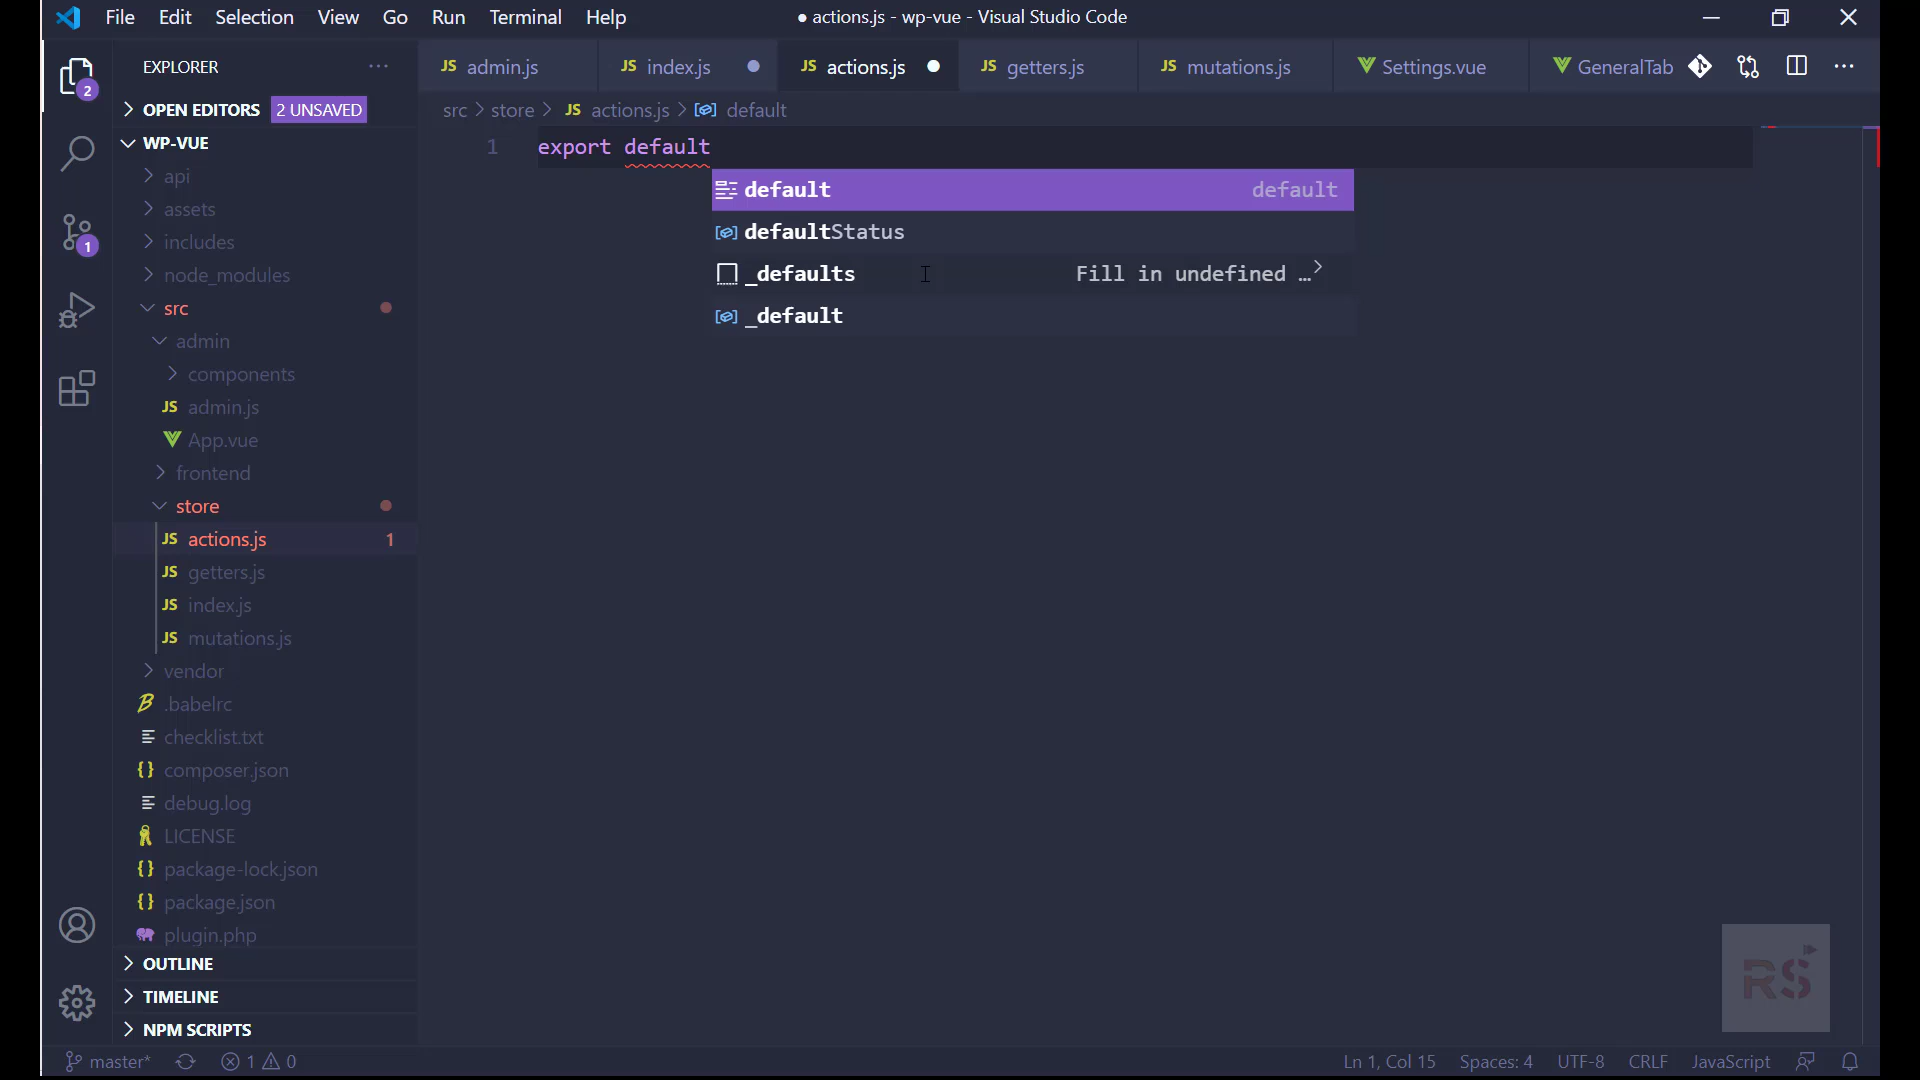 File Edit Selection View Go Run Terminal Help
● actions.js - wp-vue - Visual Studio Code
EXPLORER
JS admin.js JS index.js JS actions.js JS getters.js JS mutations.js Settings.vue GeneralTab
OPEN EDITORS 2 UNSAVED
src > store > JS actions.js > default
WP-VUE
1 export default
api
assets
includes
node_modules
src
admin
components
JS admin.js
App.vue
frontend
store
JS actions.js 1
JS getters.js
JS index.js
JS mutations.js
vendor
.babelrc
checklist.txt
{} composer.json
debug.log
LICENSE
{} package-lock.json
{} package.json
plugin.php
default default
defaultStatus
_defaults Fill in undefined …
_default
OUTLINE
TIMELINE
NPM SCRIPTS
2
1
RS
master* 1 0 Ln 1, Col 15 Spaces: 4 UTF-8 CRLF JavaScript